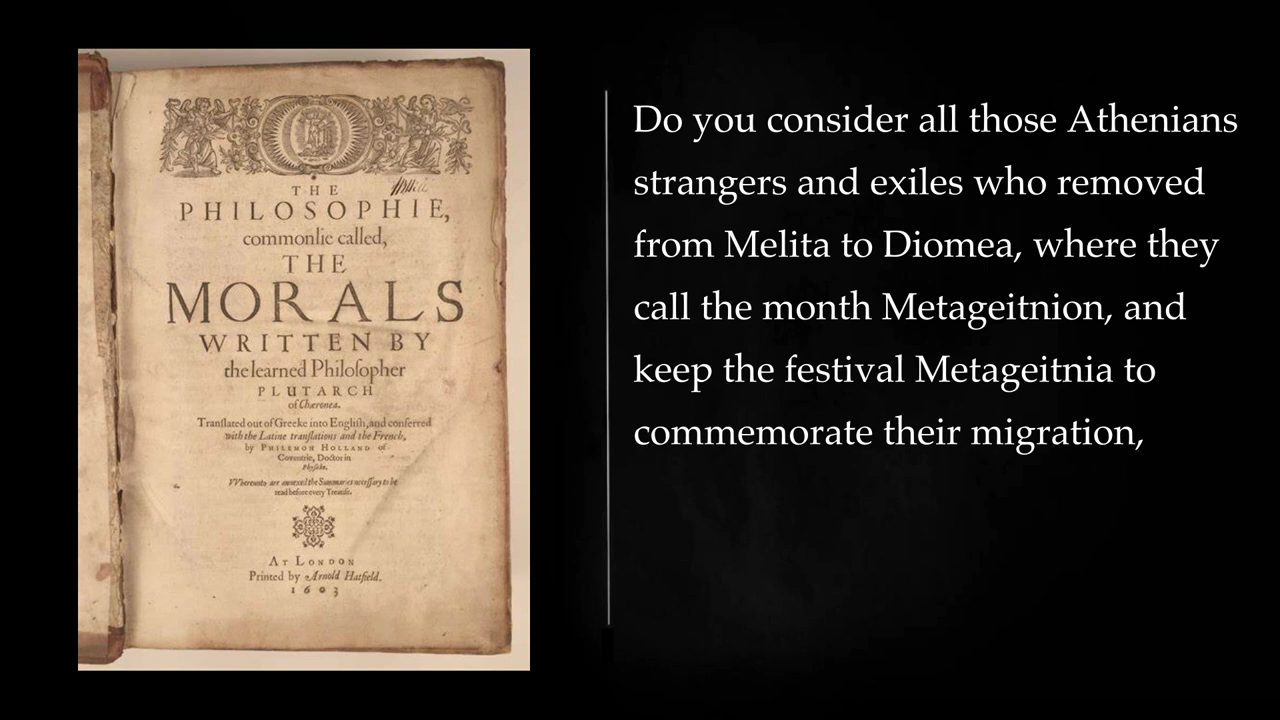 THE
PHILOSOPHIE,
commonlie called,
THE
MORALS
WRITTEN BY
the learned Philoſopher
PLUTARCH
of Chæronea.
Tranſlated out of Greeke into Engliſh, and conferred
with the Latine tranſlations and the French,
by PHILEMON HOLLAND of
Coventrie, Doctor in
Phyſicke.
VVhereunto are annexed the Summaries neceſſary to be
read before every Treatiſe.
AT LONDON
Printed by Arnold Hatfield.
1603
Do you consider all those Athenians
strangers and exiles who removed
from Melita to Diomea, where they
call the month Metageitnion, and
keep the festival Metageitnia to
commemorate their migration,